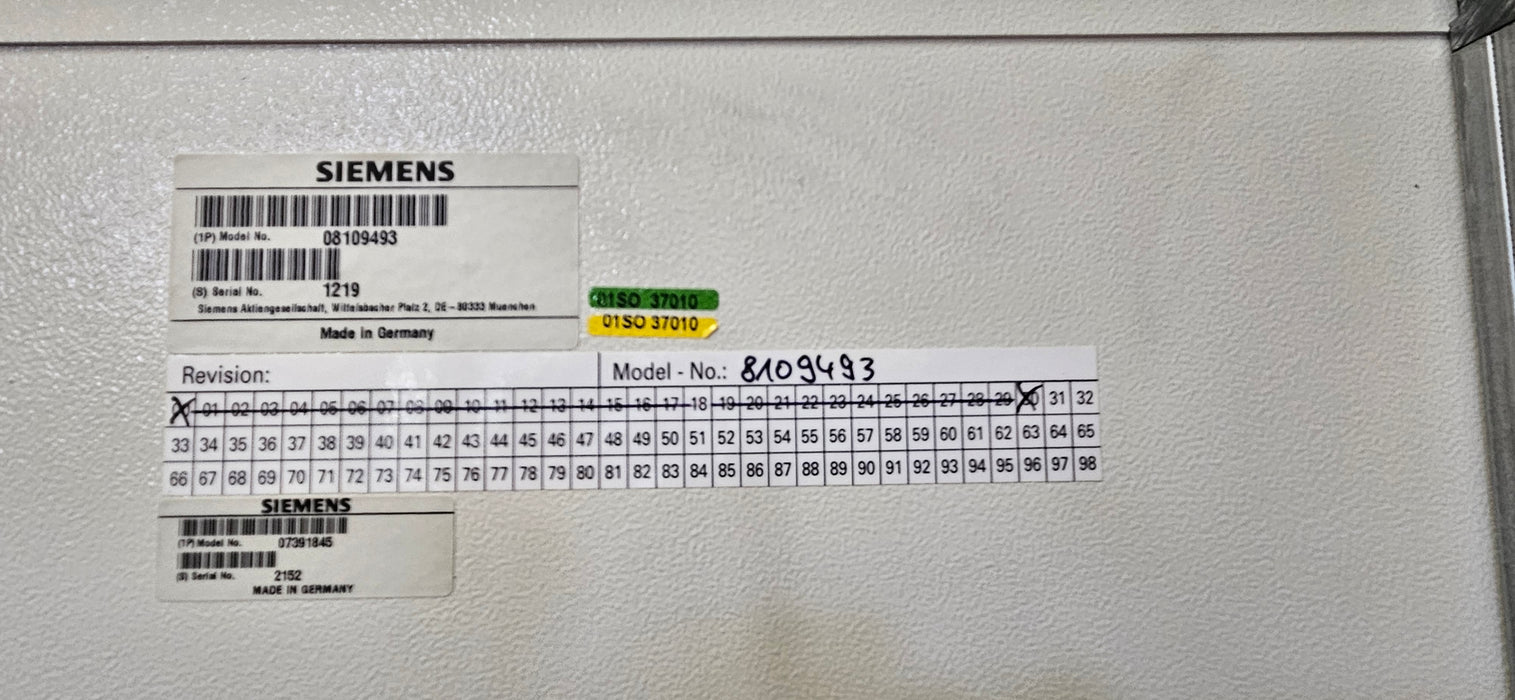 SIEMENS
(1P) Model No. 08109493
(S) Serial No. 1219
Siemens Aktiengesellschaft, Wittelsbacher Platz 2, DE-80333 Muenchen
Made in Germany
01SO 37010
01SO 37010
Revision: Model - No.: 8109493
01 02 03 04 05 06 07 08 09 10 11 12 13 14 15 16 17 18 19 20 21 22 23 24 25 26 27 28 29 30 31 32
33 34 35 36 37 38 39 40 41 42 43 44 45 46 47 48 49 50 51 52 53 54 55 56 57 58 59 60 61 62 63 64 65
66 67 68 69 70 71 72 73 74 75 76 77 78 79 80 81 82 83 84 85 86 87 88 89 90 91 92 93 94 95 96 97 98
SIEMENS
(1P) Model No. 07391845
(S) Serial No. 2152
MADE IN GERMANY